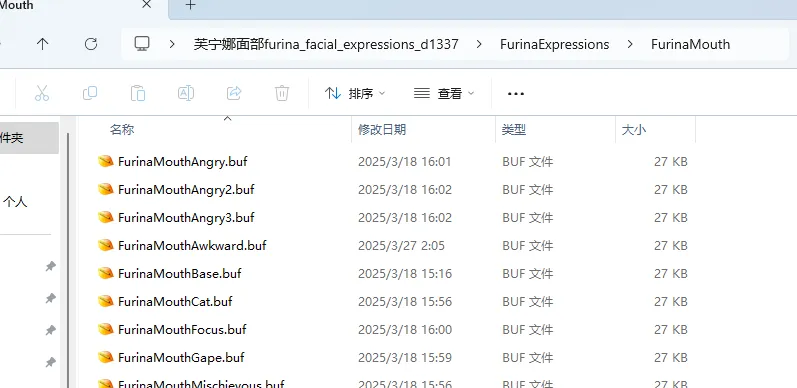 Mouth
芙宁娜面部furina_facial_expressions_d1337 > FurinaExpressions > FurinaMouth
排序 查看
名称 修改日期 类型 大小
件夹
FurinaMouthAngry.buf 2025/3/18 16:01 BUF 文件 27 KB
FurinaMouthAngry2.buf 2025/3/18 16:02 BUF 文件 27 KB
个人
FurinaMouthAngry3.buf 2025/3/18 16:02 BUF 文件 27 KB
FurinaMouthAwkward.buf 2025/3/27 2:05 BUF 文件 27 KB
FurinaMouthBase.buf 2025/3/18 15:16 BUF 文件 27 KB
FurinaMouthCat.buf 2025/3/18 15:56 BUF 文件 27 KB
FurinaMouthFocus.buf 2025/3/18 16:00 BUF 文件 27 KB
FurinaMouthGape.buf 2025/3/18 15:59 BUF 文件 27 KB
FurinaMouthMischievous.buf 2025/3/18 15:56 BUF 文件 27 KB